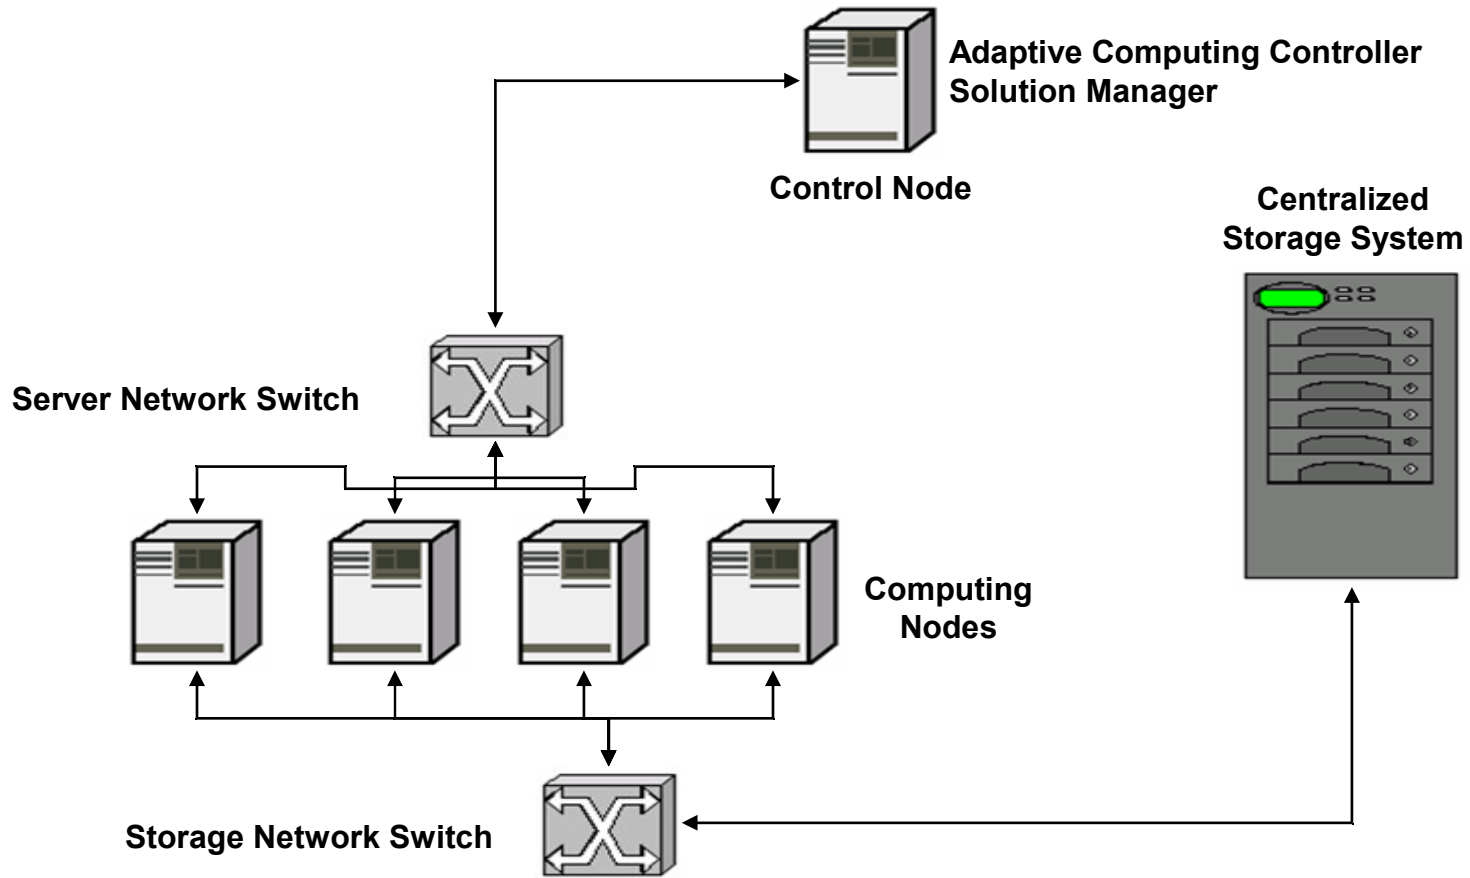 Adaptive Computing Controller
Solution Manager
Control Node
Centralized
Storage System
Server Network Switch
Computing
Nodes
Storage Network Switch